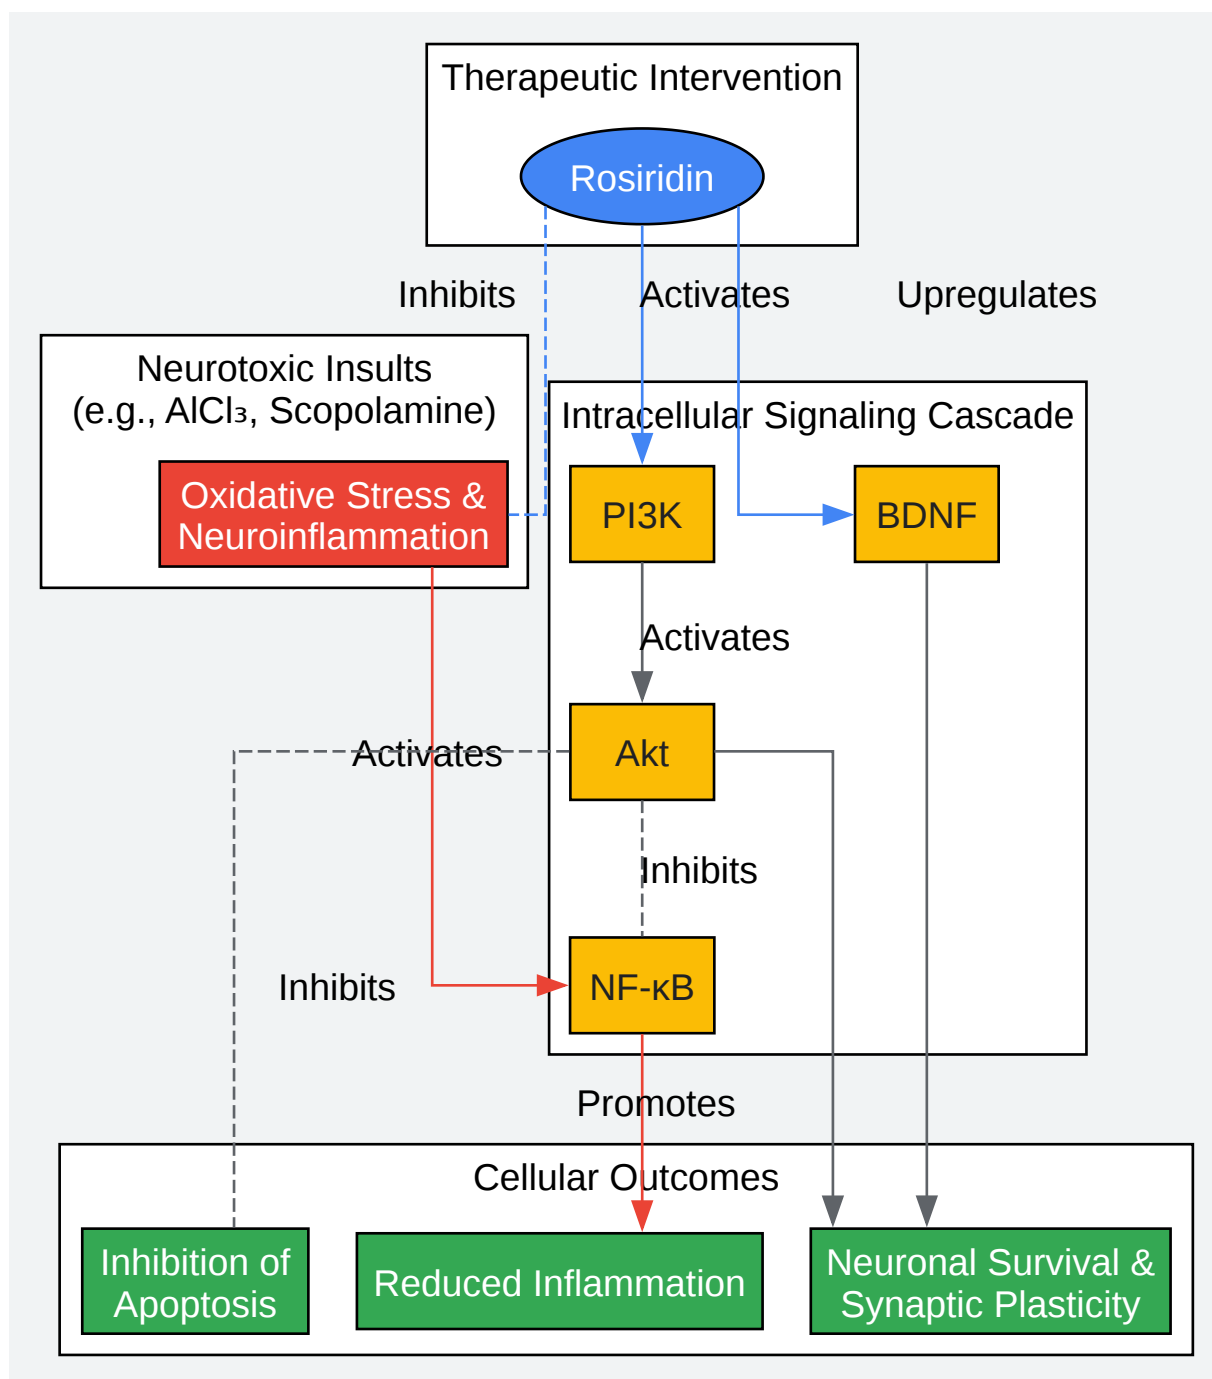 Therapeutic Intervention
Rosiridin
Inhibits
Activates
Upregulates
Neurotoxic Insults
(e.g., AlCl₃, Scopolamine)
Oxidative Stress &
Neuroinflammation
Intracellular Signaling Cascade
PI3K
BDNF
Activates
Activates
Akt
Inhibits
Inhibits
NF-κB
Promotes
Cellular Outcomes
Inhibition of
Apoptosis
Reduced Inflammation
Neuronal Survival &
Synaptic Plasticity